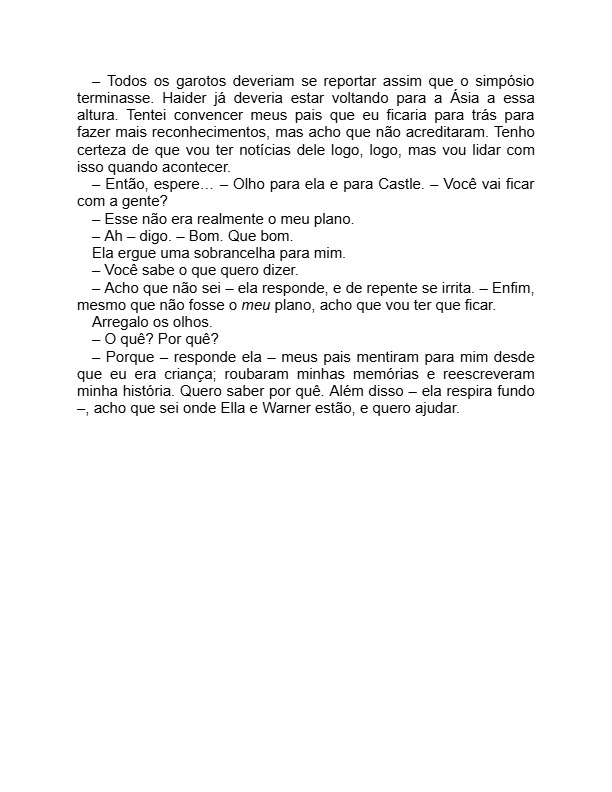 – Todos os garotos deveriam se reportar assim que o simpósio
terminasse. Haider já deveria estar voltando para a Ásia a essa
altura. Tentei convencer meus pais que eu ficaria para trás para
fazer mais reconhecimentos, mas acho que não acreditaram. Tenho
certeza de que vou ter notícias dele logo, logo, mas vou lidar com
isso quando acontecer.
– Então, espere… – Olho para ela e para Castle. – Você vai ficar
com a gente?
– Esse não era realmente o meu plano.
– Ah – digo. – Bom. Que bom.
Ela ergue uma sobrancelha para mim.
– Você sabe o que quero dizer.
– Acho que não sei – ela responde, e de repente se irrita. – Enfim,
mesmo que não fosse o meu plano, acho que vou ter que ficar.
Arregalo os olhos.
– O quê? Por quê?
– Porque – responde ela – meus pais mentiram para mim desde
que eu era criança; roubaram minhas memórias e reescreveram
minha história. Quero saber por quê. Além disso – ela respira fundo
–, acho que sei onde Ella e Warner estão, e quero ajudar.